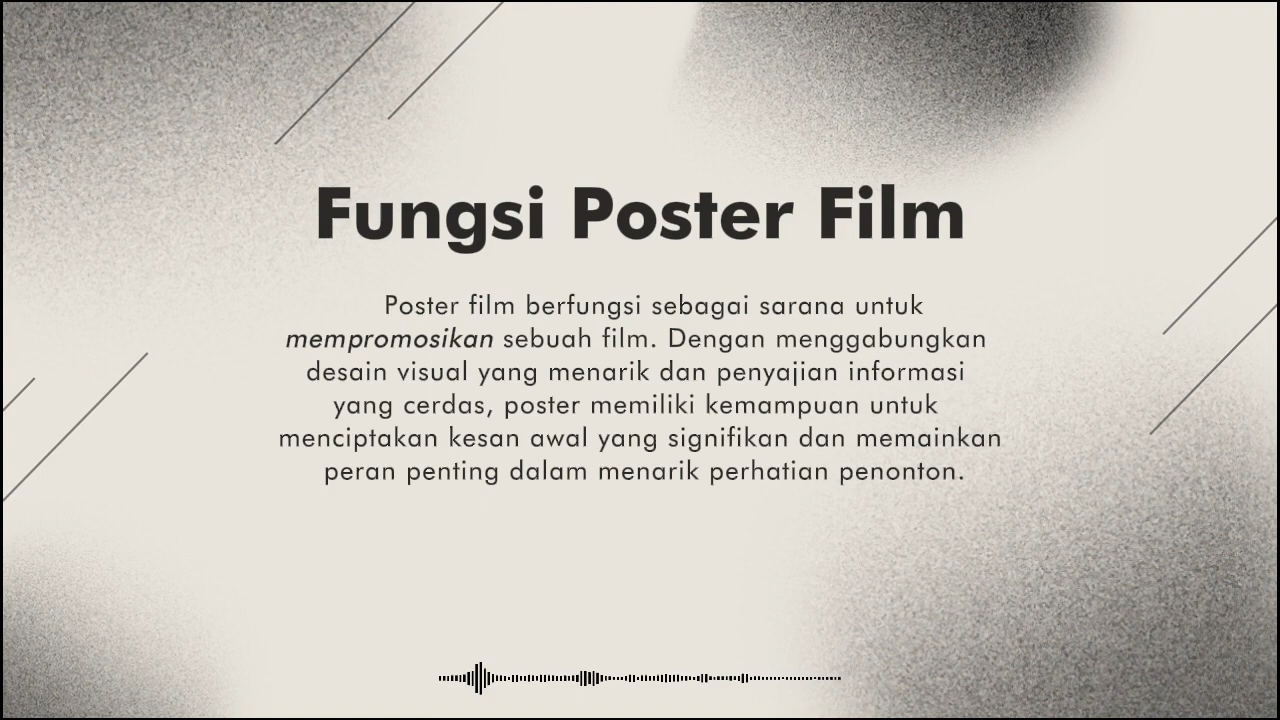 Fungsi Poster Film
Poster film berfungsi sebagai sarana untuk
mempromosikan sebuah film. Dengan menggabungkan
desain visual yang menarik dan penyajian informasi
yang cerdas, poster memiliki kemampuan untuk
menciptakan kesan awal yang signifikan dan memainkan
peran penting dalam menarik perhatian penonton.